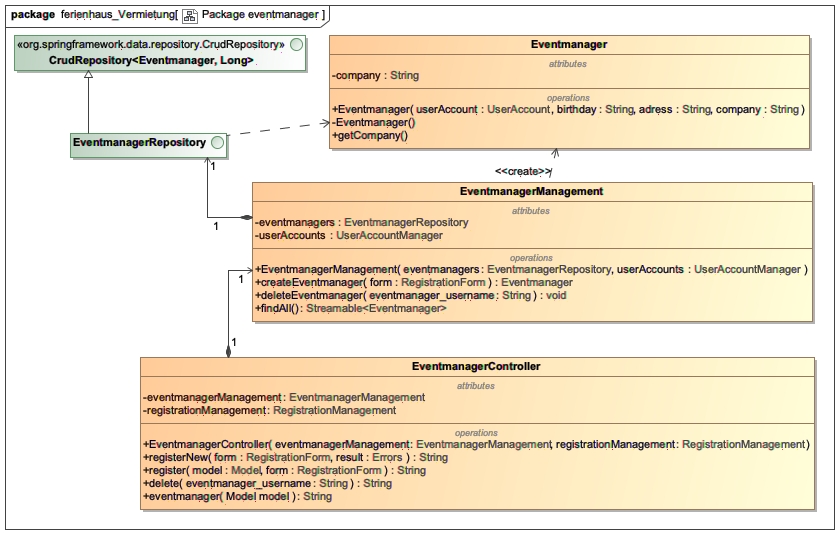 package ferienhaus_Vermietung[ Package eventmanager ]
«org.springframework.data.repository.CrudRepository»
CrudRepository<Eventmanager, Long>
EventmanagerRepository
Eventmanager
attributes
-company : String
operations
+Eventmanager( userAccount : UserAccount, birthday : String, adress : String, company : String )
-Eventmanager()
+getCompany()
<<create>>
1
1
EventmanagerManagement
attributes
-eventmanagers : EventmanagerRepository
-userAccounts : UserAccountManager
operations
+EventmanagerManagement( eventmanagers : EventmanagerRepository, userAccounts : UserAccountManager )
+createEventmanager( form : RegistrationForm ) : Eventmanager
+deleteEventmanager( eventmanager_username : String ) : void
+findAll() : Streamable<Eventmanager>
1
1
EventmanagerController
attributes
-eventmanagerManagement : EventmanagerManagement
-registrationManagement : RegistrationManagement
operations
+EventmanagerController( eventmanagerManagement : EventmanagerManagement, registrationManagement : RegistrationManagement )
+registerNew( form : RegistrationForm, result : Errors ) : String
+register( model : Model, form : RegistrationForm ) : String
+delete( eventmanager_username : String ) : String
+eventmanager( Model model ) : String